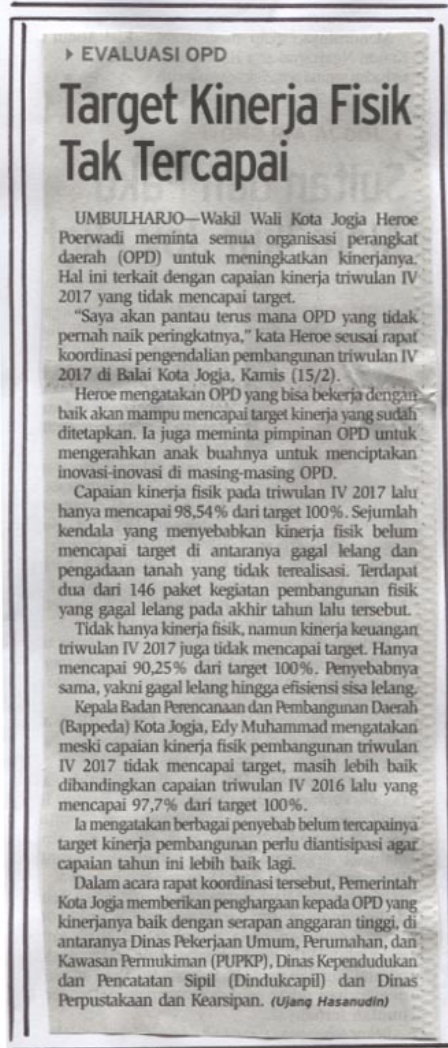 ▸ EVALUASI OPD
Target Kinerja Fisik
Tak Tercapai
UMBULHARJO—Wakil Wali Kota Jogja Heroe
Poerwadi meminta semua organisasi perangkat
daerah (OPD) untuk meningkatkan kinerjanya.
Hal ini terkait dengan capaian kinerja triwulan IV
2017 yang tidak mencapai target.
“Saya akan pantau terus mana OPD yang tidak
pernah naik peringkatnya,” kata Heroe seusai rapat
koordinasi pengendalian pembangunan triwulan IV
2017 di Balai Kota Jogja, Kamis (15/2).
Heroe mengatakan OPD yang bisa bekerja dengan
baik akan mampu mencapai target kinerja yang sudah
ditetapkan. Ia juga meminta pimpinan OPD untuk
mengerahkan anak buahnya untuk menciptakan
inovasi-inovasi di masing-masing OPD.
Capaian kinerja fisik pada triwulan IV 2017 lalu
hanya mencapai 98,54% dari target 100%. Sejumlah
kendala yang menyebabkan kinerja fisik belum
mencapai target di antaranya gagal lelang dan
pengadaan tanah yang tidak terealisasi. Terdapat
dua dari 146 paket kegiatan pembangunan fisik
yang gagal lelang pada akhir tahun lalu tersebut.
Tidak hanya kinerja fisik, namun kinerja keuangan
triwulan IV 2017 juga tidak mencapai target. Hanya
mencapai 90,25% dari target 100%. Penyebabnya
sama, yakni gagal lelang hingga efisiensi sisa lelang.
Kepala Badan Perencanaan dan Pembangunan Daerah
(Bappeda) Kota Jogja, Edy Muhammad mengatakan
meski capaian kinerja fisik pembangunan triwulan
IV 2017 tidak mencapai target, masih lebih baik
dibandingkan capaian triwulan IV 2016 lalu yang
mencapai 97,7% dari target 100%.
Ia mengatakan berbagai penyebab belum tercapainya
target kinerja pembangunan perlu diantisipasi agar
capaian tahun ini lebih baik lagi.
Dalam acara rapat koordinasi tersebut, Pemerintah
Kota Jogja memberikan penghargaan kepada OPD yang
kinerjanya baik dengan serapan anggaran tinggi, di
antaranya Dinas Pekerjaan Umum, Perumahan, dan
Kawasan Permukiman (PUPKP), Dinas Kependudukan
dan Pencatatan Sipil (Dindukcapil) dan Dinas
Perpustakaan dan Kearsipan. (Ujang Hasanudin)